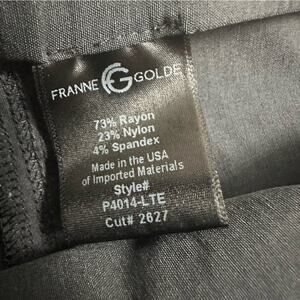 FRANNE G GOLDE
73% Rayon
23% Nylon
4% Spandex
Made in the USA
of Imported Materials
Style#
P4014-LTE
Cut# 2627